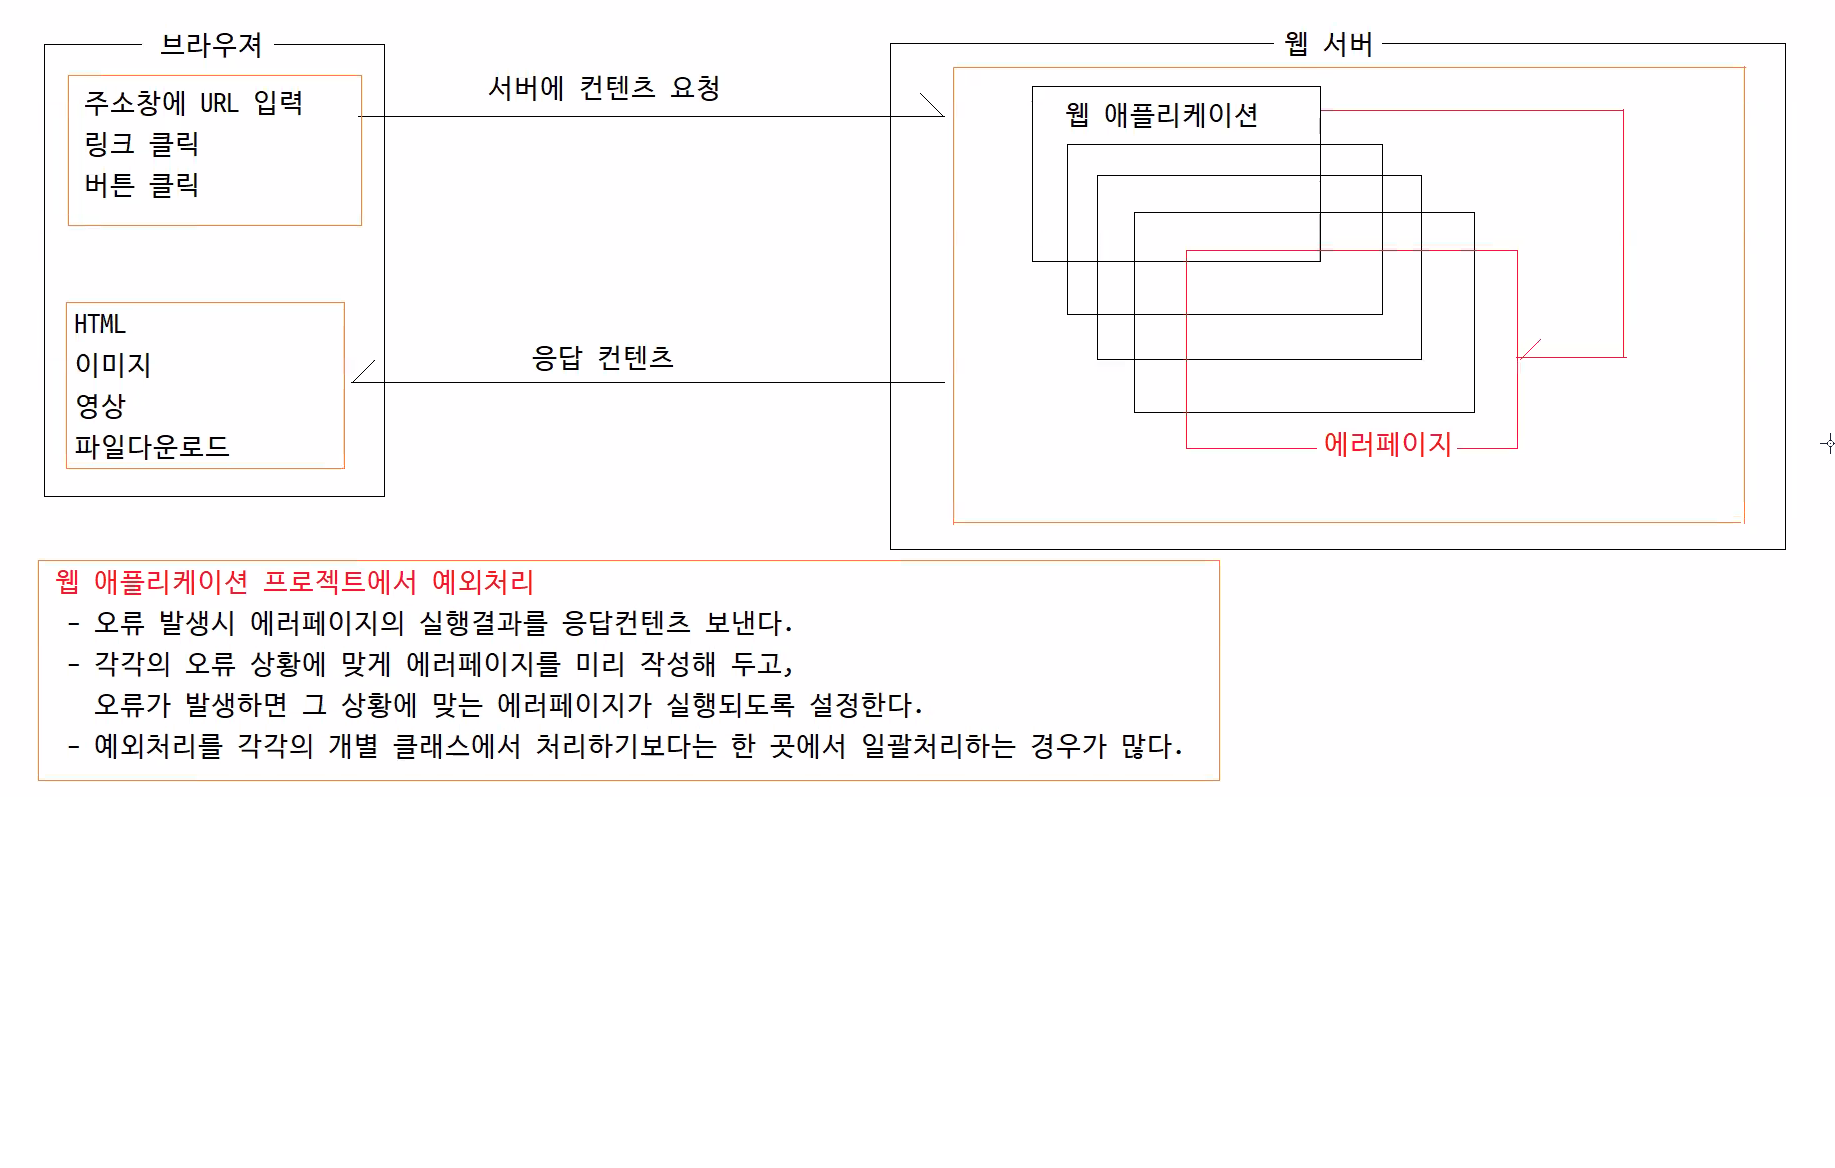 브라우져
주소창에 URL 입력
링크 클릭
버튼 클릭
HTML
이미지
영상
파일다운로드
서버에 컨텐츠 요청
응답 컨텐츠
웹 서버
웹 애플리케이션
에러페이지
웹 애플리케이션 프로젝트에서 예외처리
- 오류 발생시 에러페이지의 실행결과를 응답컨텐츠 보낸다.
- 각각의 오류 상황에 맞게 에러페이지를 미리 작성해 두고,
오류가 발생하면 그 상황에 맞는 에러페이지가 실행되도록 설정한다.
- 예외처리를 각각의 개별 클래스에서 처리하기보다는 한 곳에서 일괄처리하는 경우가 많다.